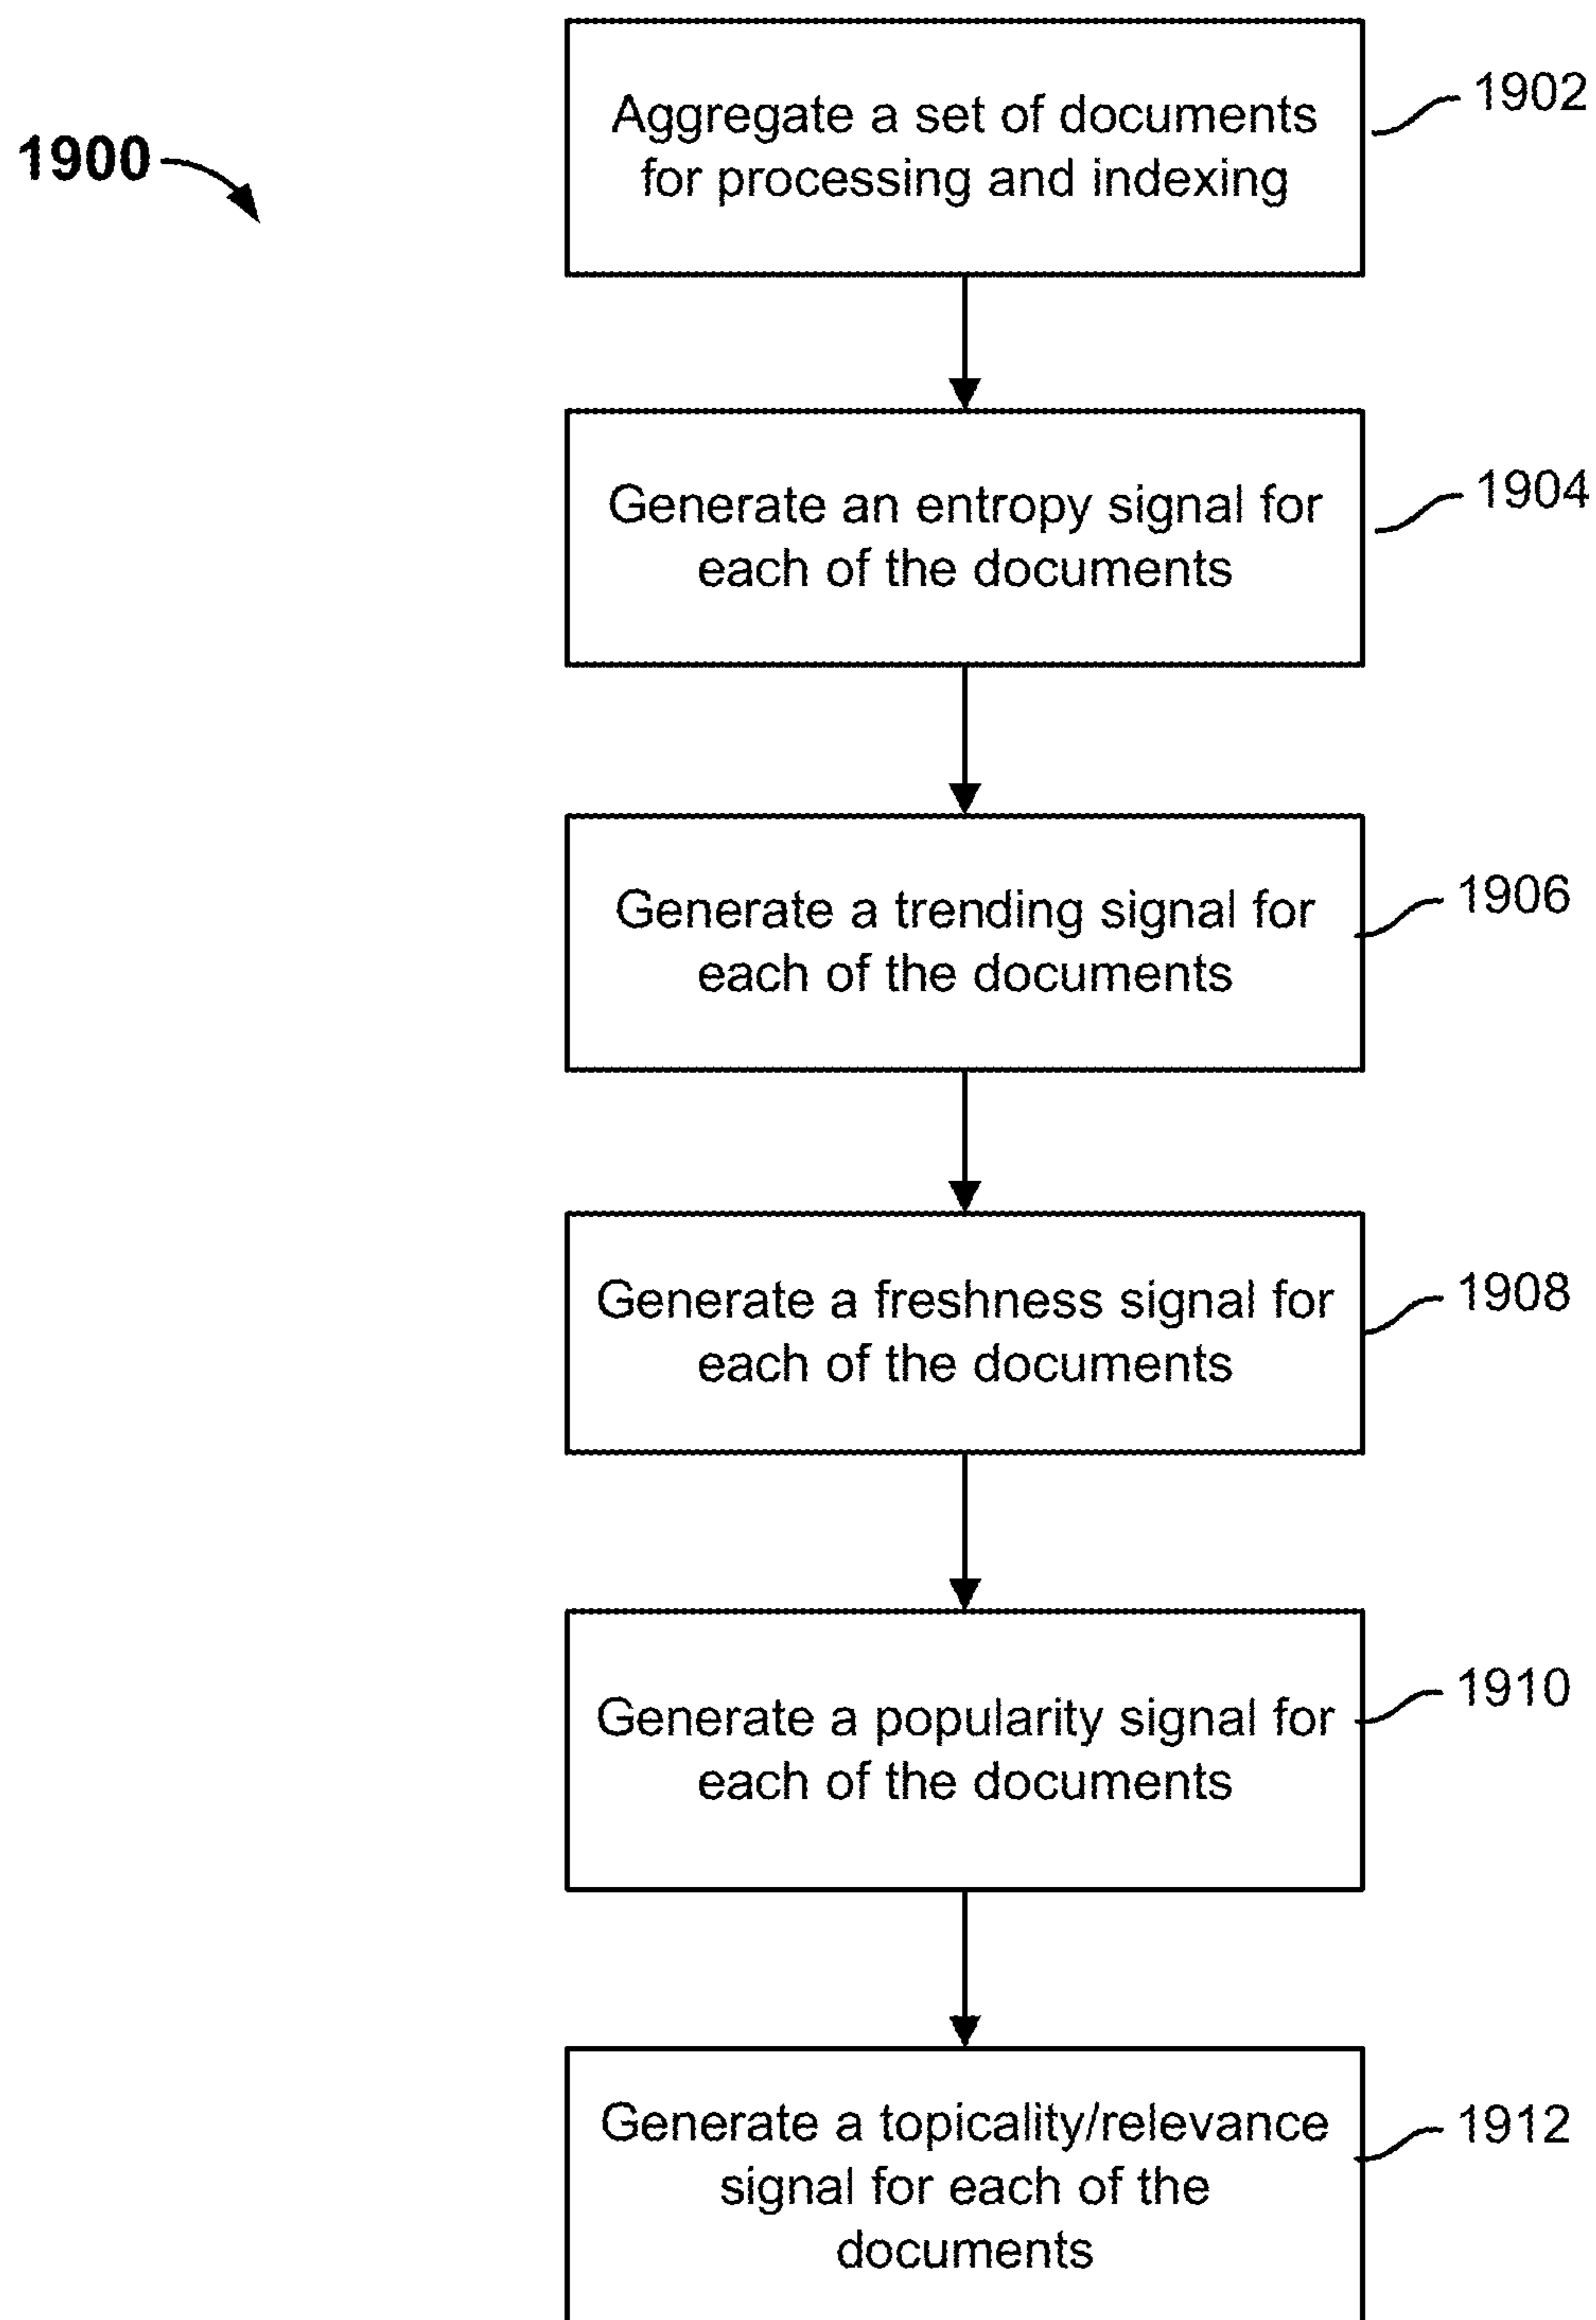 1900
Aggregate a set of documents
for processing and indexing
1902
Generate an entropy signal for
each of the documents
1904
Generate a trending signal for
each of the documents
1906
Generate a freshness signal for
each of the documents
1908
Generate a popularity signal for
each of the documents
1910
Generate a topicality/relevance
signal for each of the
documents
1912